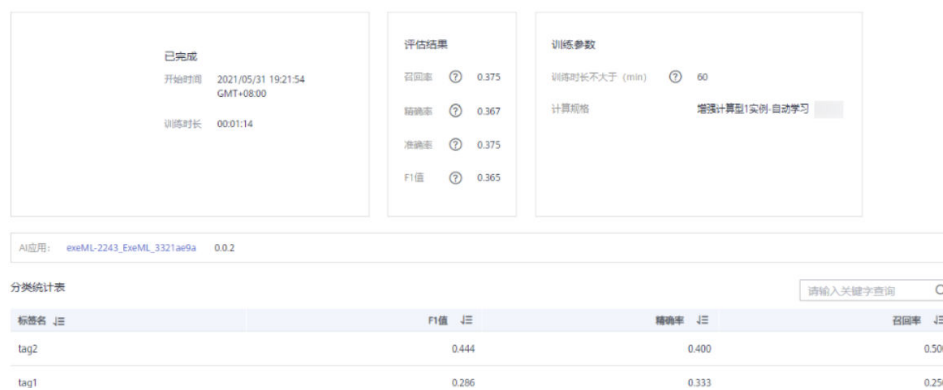 已完成
开始时间 2021/05/31 19:21:54
GMT+08:00
训练时长 00:01:14
评估结果
召回率 ? 0.375
精确率 ? 0.367
准确率 ? 0.375
F1值 ? 0.365
训练参数
训练时长不大于 (min) ? 60
计算规格 增强计算型1实例-自动学习
AI应用: exeML-2243_ExeML_3321ae9a 0.0.2
分类统计表
请输入关键字查询
标签名 F1值 精确率 召回率
tag2 0.444 0.400 0.500
tag1 0.286 0.333 0.250